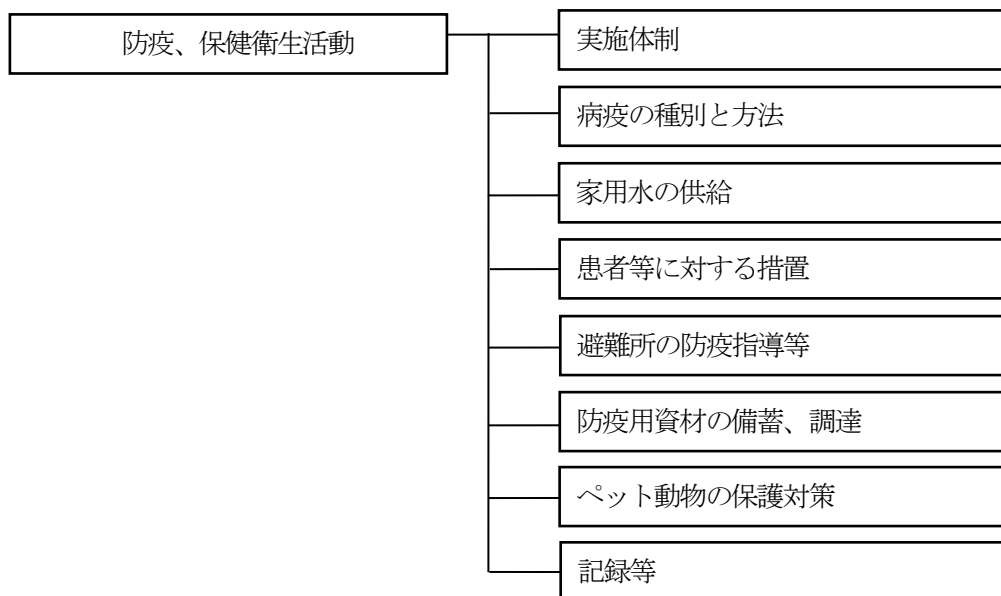 防疫、保健衛生活動
実施体制
病疫の種別と方法
家用水の供給
患者等に対する措置
避難所の防疫指導等
防疫用資材の備蓄、調達
ペット動物の保護対策
記録等